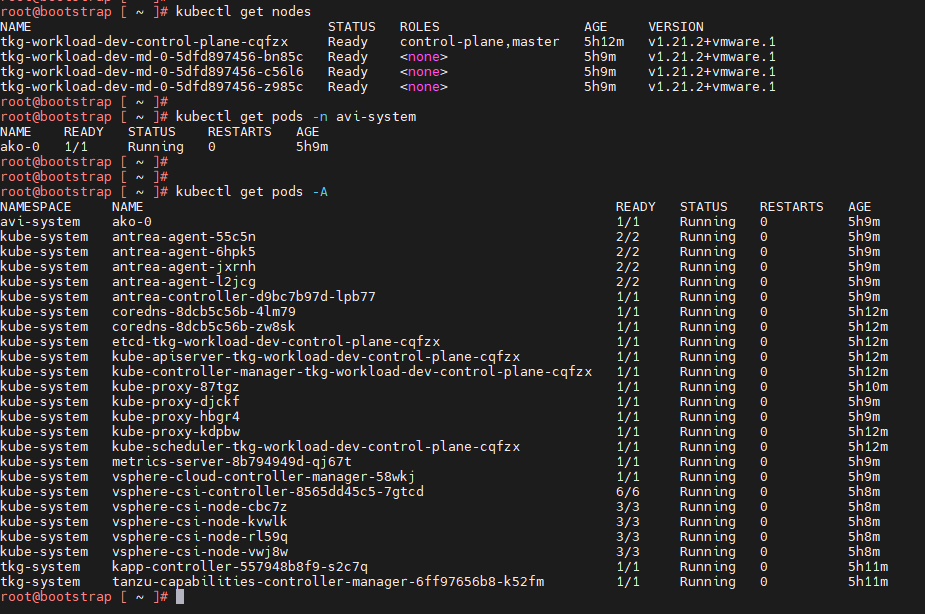 root@bootstrap [ ~ ]# kubectl get nodes
NAME STATUS ROLES AGE VERSION
tkg-workload-dev-control-plane-cqfzx Ready control-plane,master 5h12m v1.21.2+vmware.1
tkg-workload-dev-md-0-5dfd897456-bn85c Ready <none> 5h9m v1.21.2+vmware.1
tkg-workload-dev-md-0-5dfd897456-c56l6 Ready <none> 5h9m v1.21.2+vmware.1
tkg-workload-dev-md-0-5dfd897456-z985c Ready <none> 5h9m v1.21.2+vmware.1
root@bootstrap [ ~ ]#
root@bootstrap [ ~ ]# kubectl get pods -n avi-system
NAME READY STATUS RESTARTS AGE
ako-0 1/1 Running 0 5h9m
root@bootstrap [ ~ ]#
root@bootstrap [ ~ ]#
root@bootstrap [ ~ ]# kubectl get pods -A
NAMESPACE NAME READY STATUS RESTARTS AGE
avi-system ako-0 1/1 Running 0 5h9m
kube-system antrea-agent-55c5n 2/2 Running 0 5h9m
kube-system antrea-agent-6hpk5 2/2 Running 0 5h9m
kube-system antrea-agent-jxrnh 2/2 Running 0 5h9m
kube-system antrea-agent-l2jcg 2/2 Running 0 5h9m
kube-system antrea-controller-d9bc7b97d-lpb77 1/1 Running 0 5h9m
kube-system coredns-8dcb5c56b-4lm79 1/1 Running 0 5h12m
kube-system coredns-8dcb5c56b-zw8sk 1/1 Running 0 5h12m
kube-system etcd-tkg-workload-dev-control-plane-cqfzx 1/1 Running 0 5h12m
kube-system kube-apiserver-tkg-workload-dev-control-plane-cqfzx 1/1 Running 0 5h12m
kube-system kube-controller-manager-tkg-workload-dev-control-plane-cqfzx 1/1 Running 0 5h12m
kube-system kube-proxy-87tgz 1/1 Running 0 5h10m
kube-system kube-proxy-djckf 1/1 Running 0 5h9m
kube-system kube-proxy-hbgr4 1/1 Running 0 5h9m
kube-system kube-proxy-kdpbw 1/1 Running 0 5h12m
kube-system kube-scheduler-tkg-workload-dev-control-plane-cqfzx 1/1 Running 0 5h12m
kube-system metrics-server-8b794949d-qj67t 1/1 Running 0 5h9m
kube-system vsphere-cloud-controller-manager-58wkj 1/1 Running 0 5h9m
kube-system vsphere-csi-controller-8565dd45c5-7gtcd 6/6 Running 0 5h8m
kube-system vsphere-csi-node-cbc7z 3/3 Running 0 5h8m
kube-system vsphere-csi-node-kvwlk 3/3 Running 0 5h8m
kube-system vsphere-csi-node-rl59q 3/3 Running 0 5h8m
kube-system vsphere-csi-node-vwj8w 3/3 Running 0 5h8m
tkg-system kapp-controller-557948b8f9-s2c7q 1/1 Running 0 5h11m
tkg-system tanzu-capabilities-controller-manager-6ff97656b8-k52fm 1/1 Running 0 5h11m
root@bootstrap [ ~ ]#